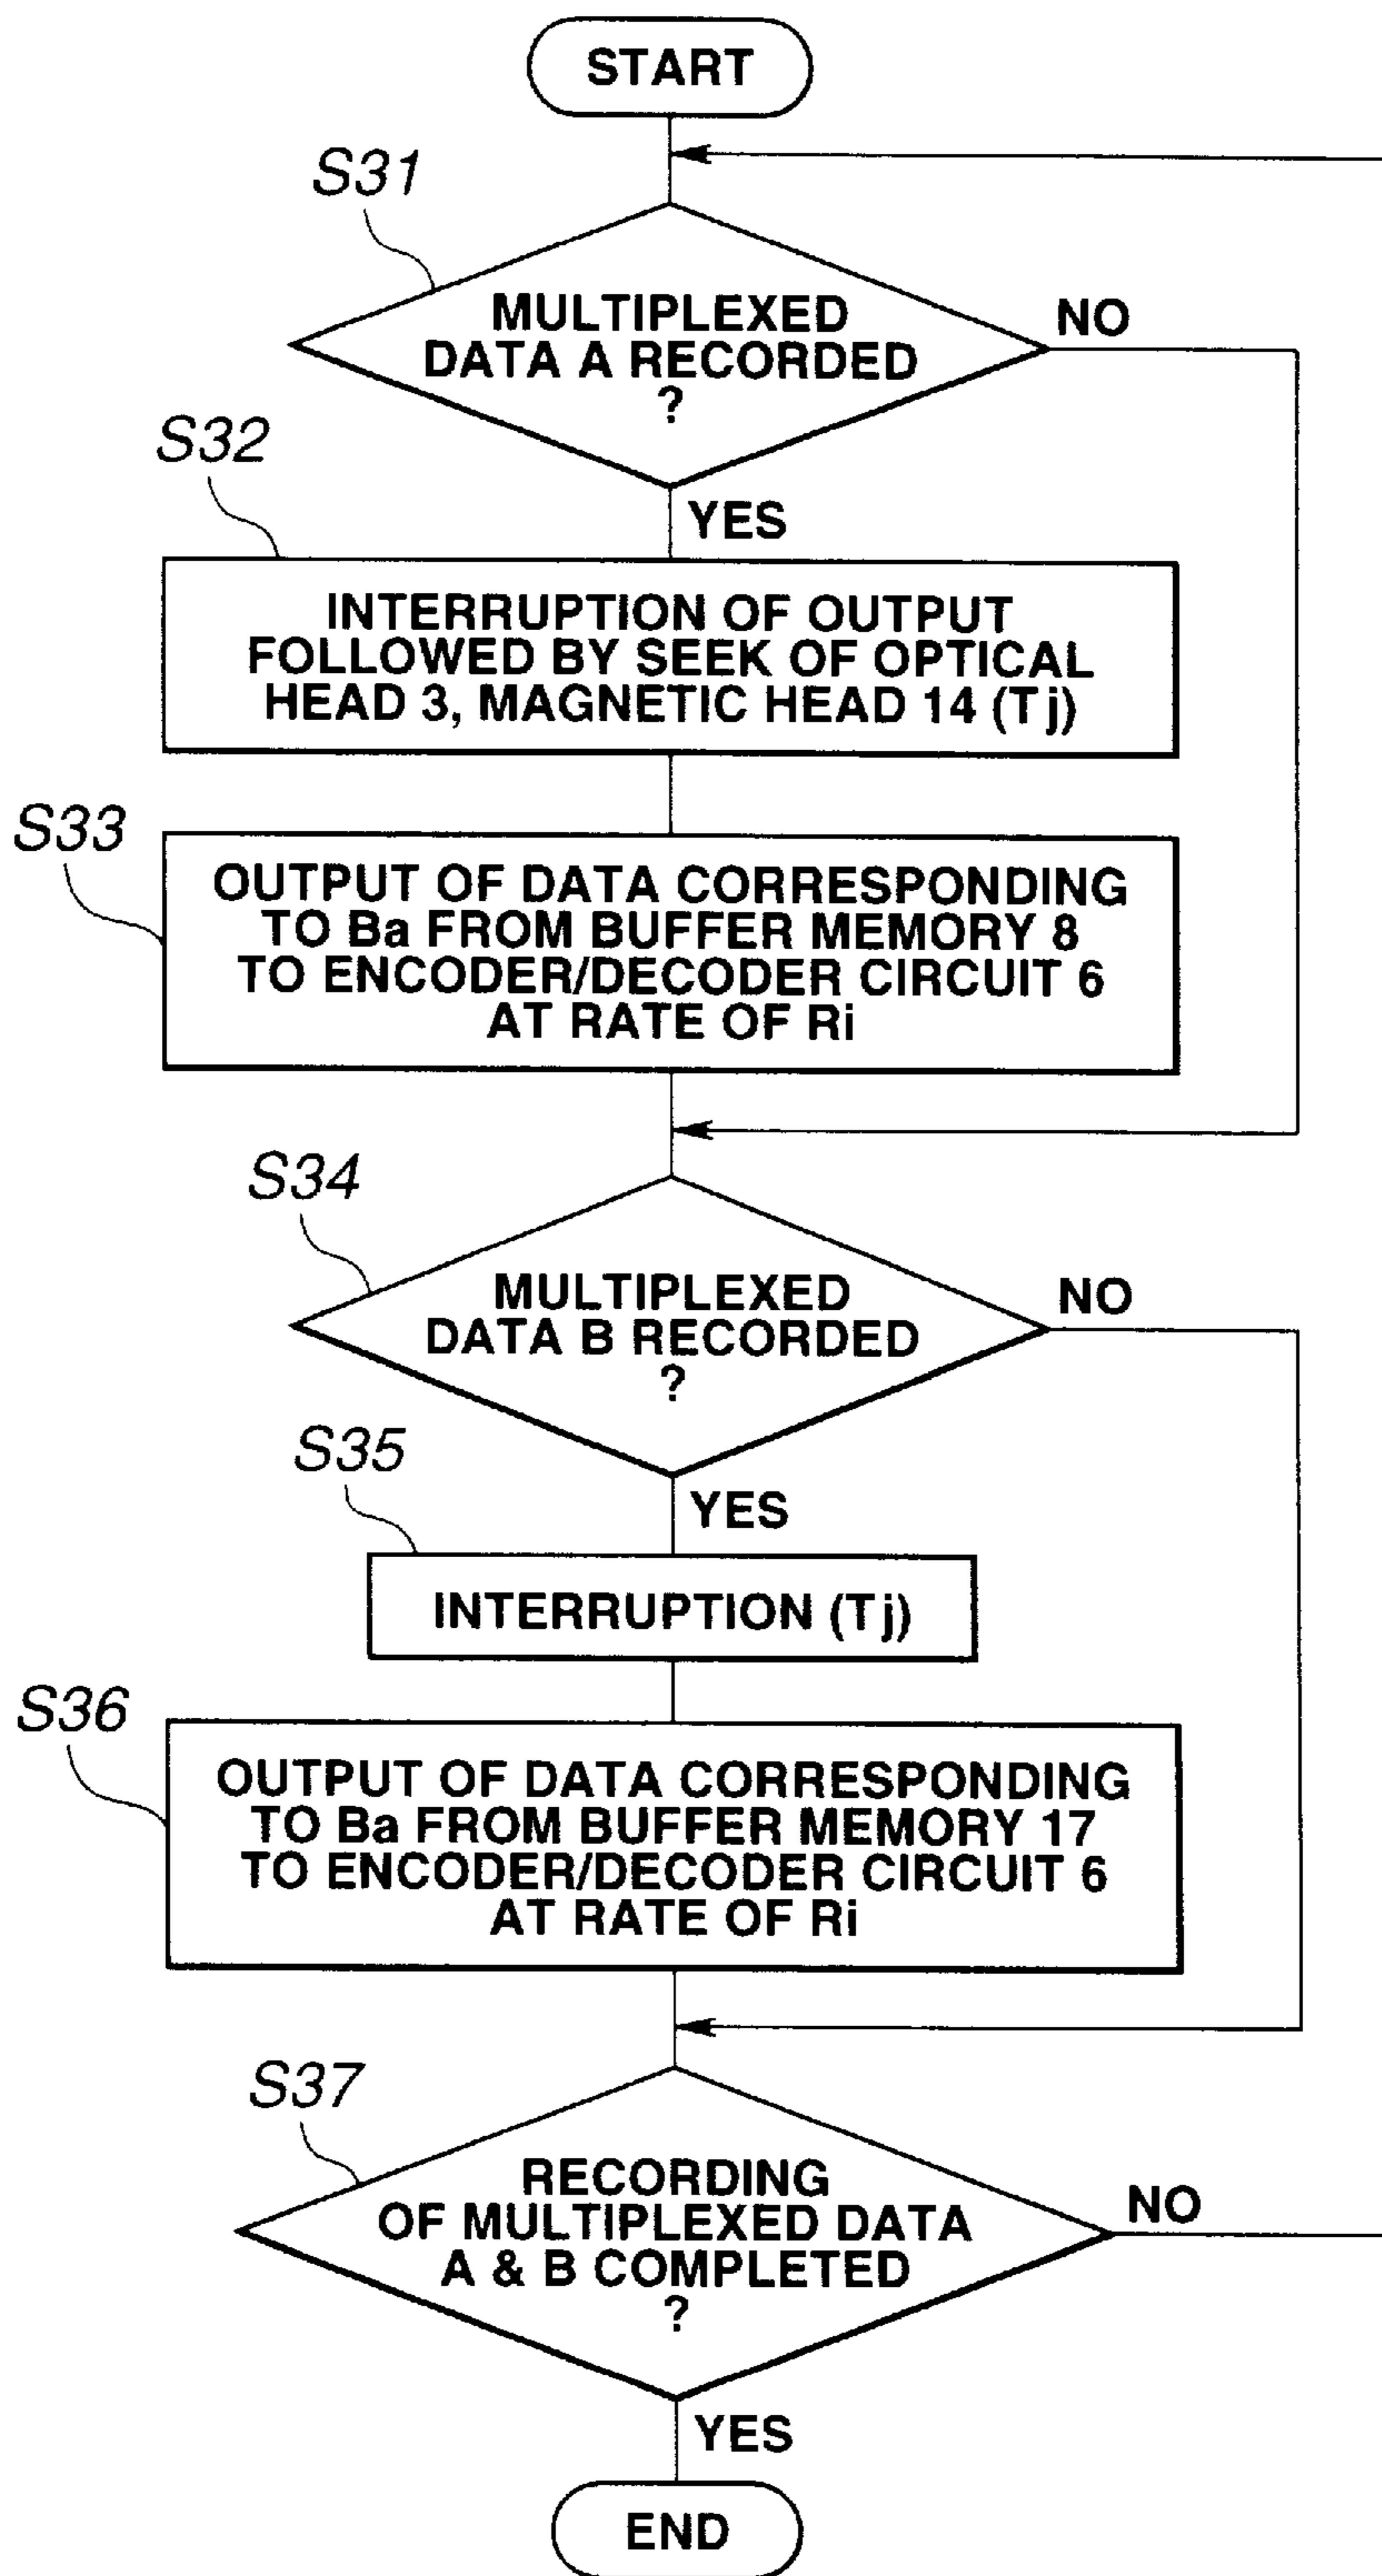 START
S31
MULTIPLEXED
DATA A RECORDED
?
NO
YES
S32
INTERRUPTION OF OUTPUT
FOLLOWED BY SEEK OF OPTICAL
HEAD 3, MAGNETIC HEAD 14 (Tj)
S33
OUTPUT OF DATA CORRESPONDING
TO Ba FROM BUFFER MEMORY 8
TO ENCODER/DECODER CIRCUIT 6
AT RATE OF Ri
S34
MULTIPLEXED
DATA B RECORDED
?
NO
YES
S35
INTERRUPTION (Tj)
S36
OUTPUT OF DATA CORRESPONDING
TO Ba FROM BUFFER MEMORY 17
TO ENCODER/DECODER CIRCUIT 6
AT RATE OF Ri
S37
RECORDING
OF MULTIPLEXED DATA
A & B COMPLETED
?
NO
YES
END